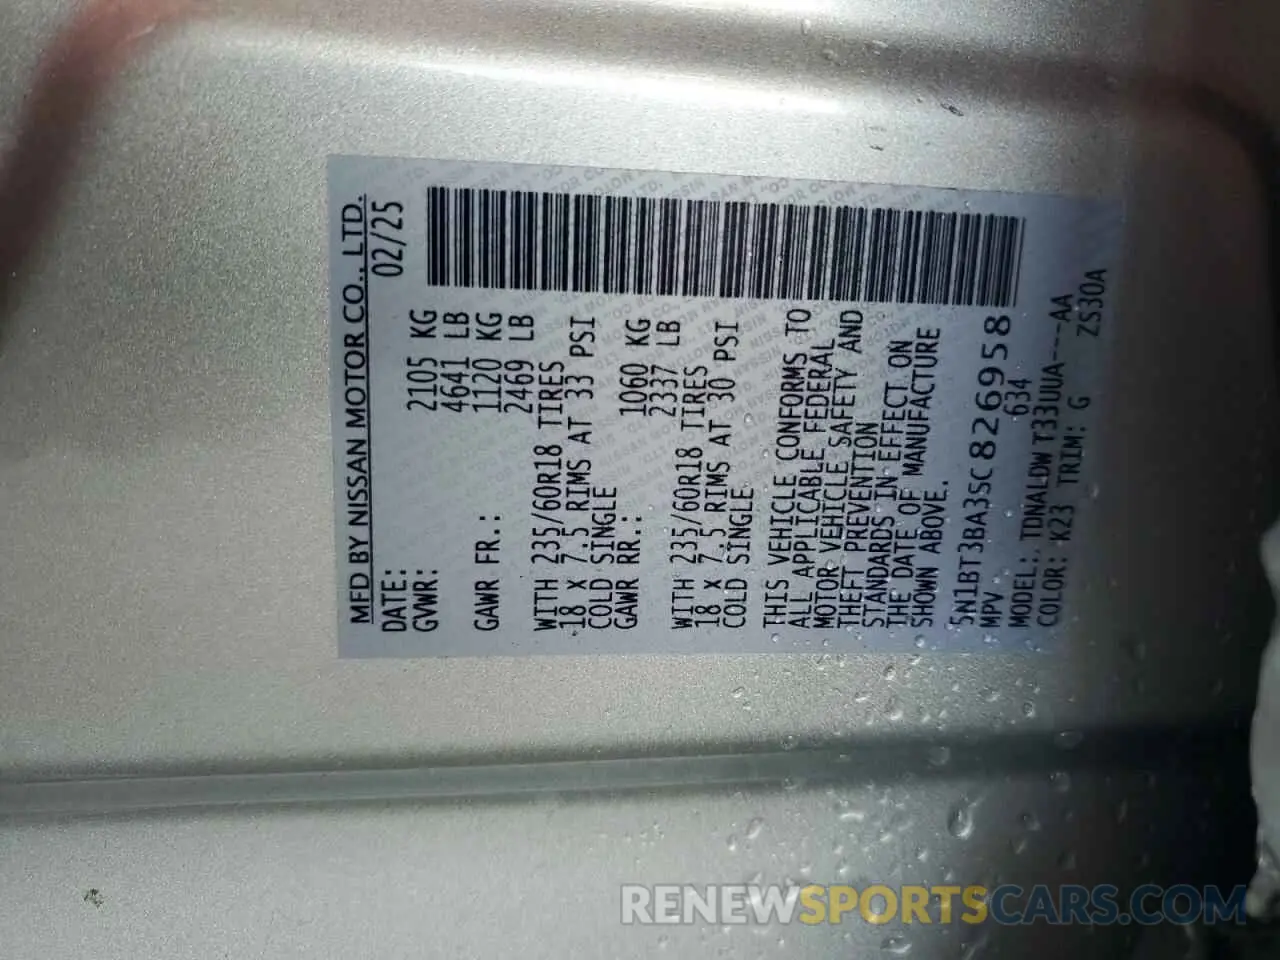 MFD BY NISSAN MOTOR CO., LTD.
DATE: 02/25
GVWR: 2105 KG
4641 LB
GAWR FR.: 1120 KG
2469 LB
WITH 235/60R18 TIRES
18 X 7.5 RIMS AT 33 PSI
COLD SINGLE
GAWR RR.: 1060 KG
2337 LB
WITH 235/60R18 TIRES
18 X 7.5 RIMS AT 30 PSI
COLD SINGLE
THIS VEHICLE CONFORMS TO
ALL APPLICABLE FEDERAL
MOTOR VEHICLE SAFETY AND
THEFT PREVENTION
STANDARDS IN EFFECT ON
THE DATE OF MANUFACTURE
SHOWN ABOVE.
5N1BT3BA3SC826958
MPV 634
MODEL: TDNALDW T33UUA---AA
COLOR: K23 TRIM: G ZS30A
RENEWSPORTSCARS.COM